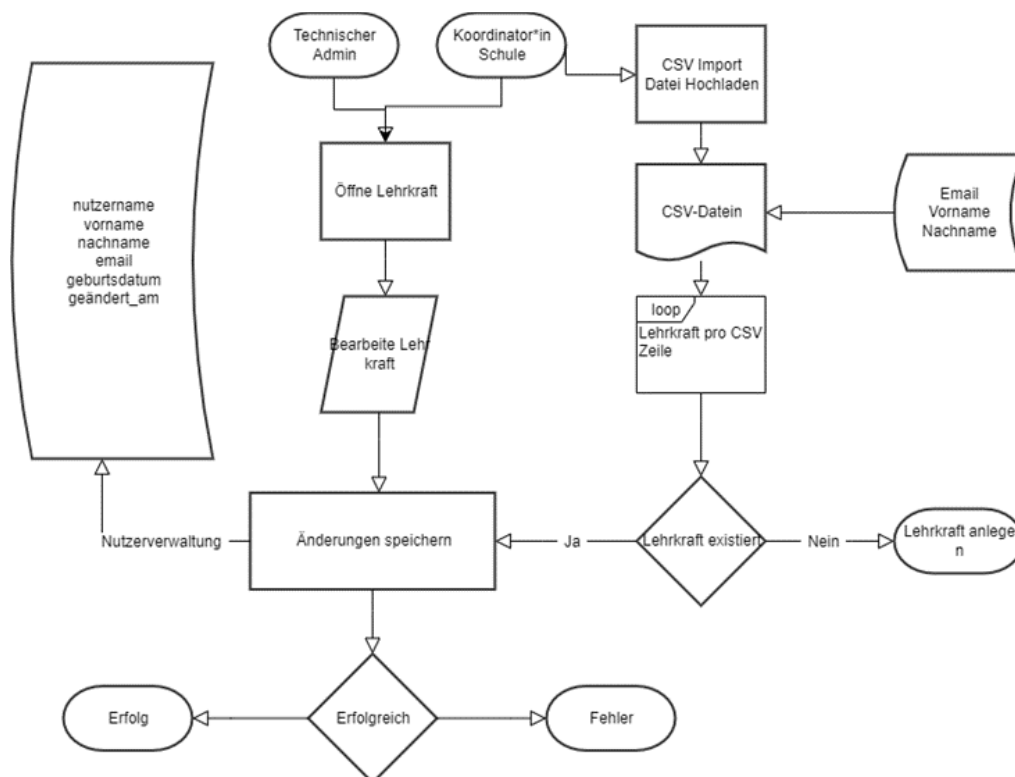 Technischer
Admin
Koordinator*in
Schule
CSV Import
Datei Hochladen
nutzername
vorname
nachname
email
geburtsdatum
geändert_am
Öffne Lehrkraft
CSV-Datein
Email
Vorname
Nachname
loop
Lehrkraft pro CSV
Zeile
Bearbeite Lehr
kraft
Nutzerverwaltung
Änderungen speichern
Ja
Lehrkraft existiert
Nein
Lehrkraft anlege
n
Erfolg
Erfolgreich
Fehler